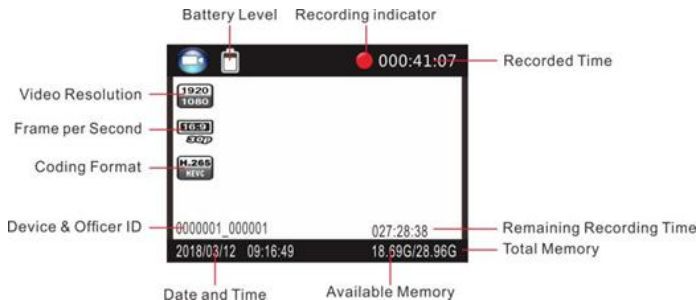 Battery Level Recording indicator
000:41:07 Recorded Time
Video Resolution 1920
1080
Frame per Second 16:9
30P
Coding Format H.265
HEVC
Device & Officer ID 0000001_000001 027:28:38 Remaining Recording Time
2018/03/12 09:16:49 18.69G/28.96G Total Memory
Date and Time Available Memory